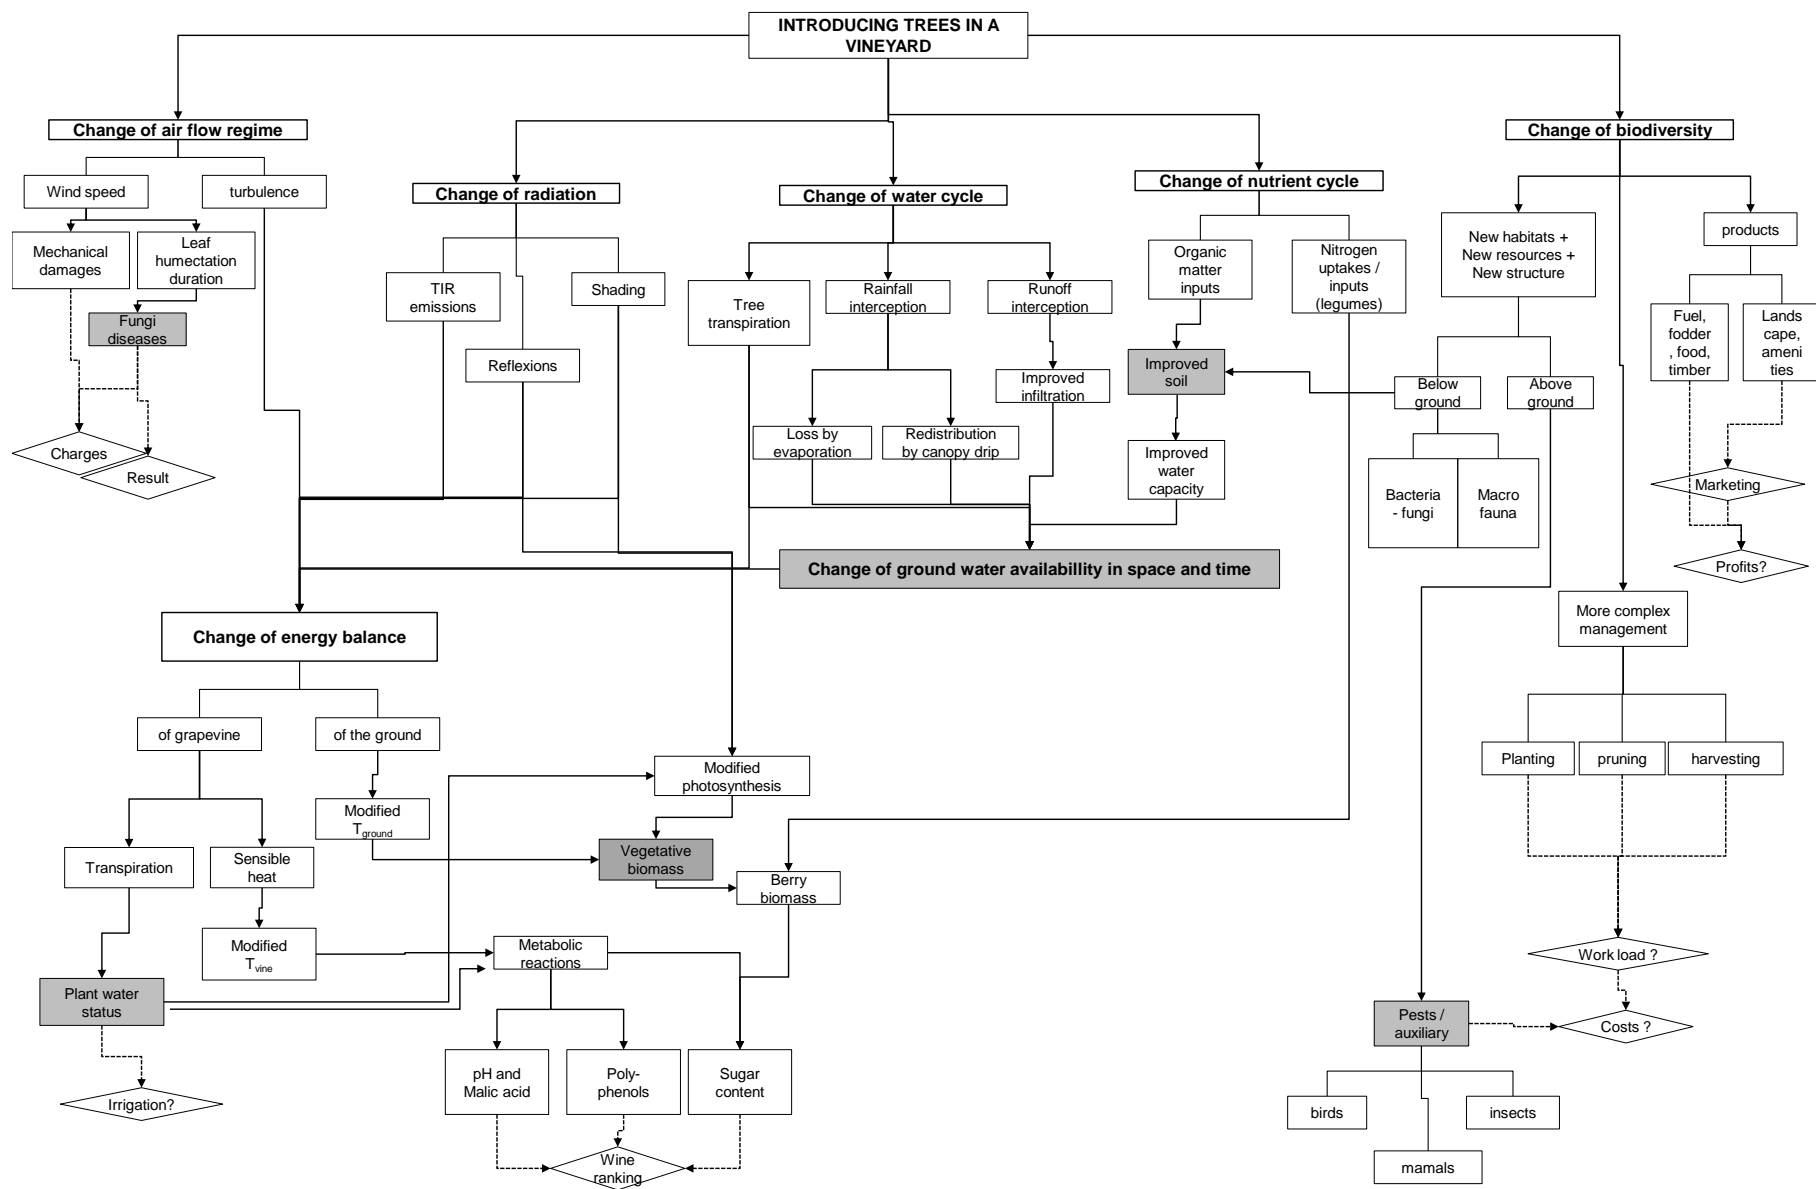 INTRODUCING TREES IN A
VINEYARD
Change of air flow regime
Change of biodiversity
Wind speed
turbulence
Change of radiation
Change of water cycle
Change of nutrient cycle
Mechanical
damages
Leaf
humectation
duration
Fungi
diseases
Charges
Result
TIR
emissions
Reflexions
Shading
Tree
transpiration
Rainfall
interception
Runoff
interception
Loss by
evaporation
Redistribution
by canopy drip
Improved
infiltration
Organic
matter
inputs
Nitrogen
uptakes /
inputs
(legumes)
Improved
soil
Improved
water
capacity
New habitats +
New resources +
New structure
products
Below
ground
Above
ground
Bacteria
- fungi
Macro
fauna
Fuel,
fodder
, food,
timber
Lands
cape,
ameni
ties
Marketing
Profits?
Change of ground water availabillity in space and time
Change of energy balance
of grapevine
of the ground
Modified
photosynthesis
Modified
Tground
Transpiration
Sensible
heat
Vegetative
biomass
Berry
biomass
Modified
Tvine
Metabolic
reactions
Plant water
status
Irrigation?
pH and
Malic acid
Poly-
phenols
Sugar
content
Wine
ranking
More complex
management
Planting
pruning
harvesting
Work load ?
Costs ?
Pests /
auxiliary
birds
insects
mamals